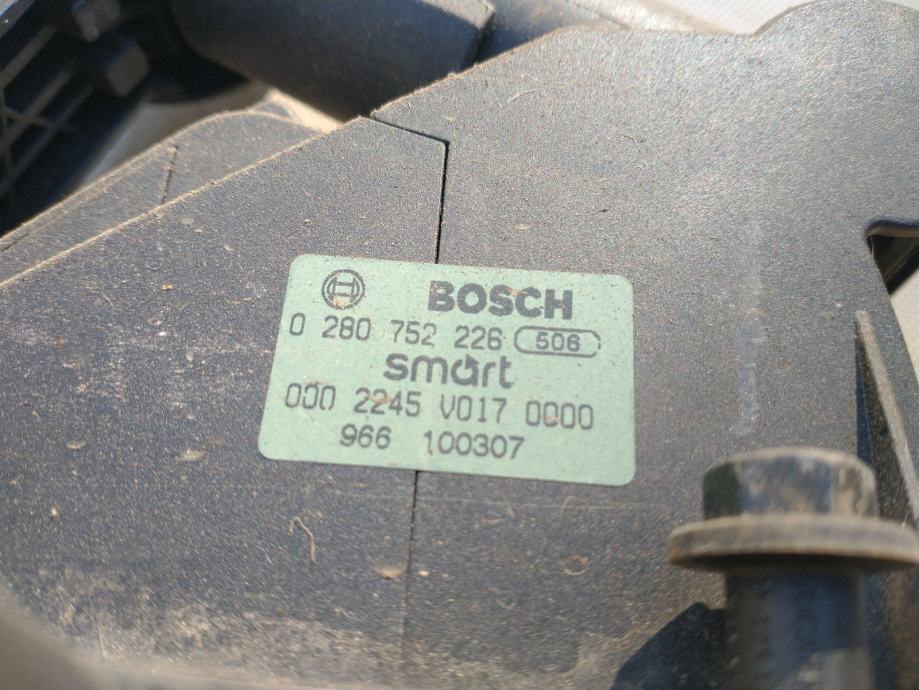 BOSCH
0 280 752 226 506
smart
000 2245 V017 0000
966 100307